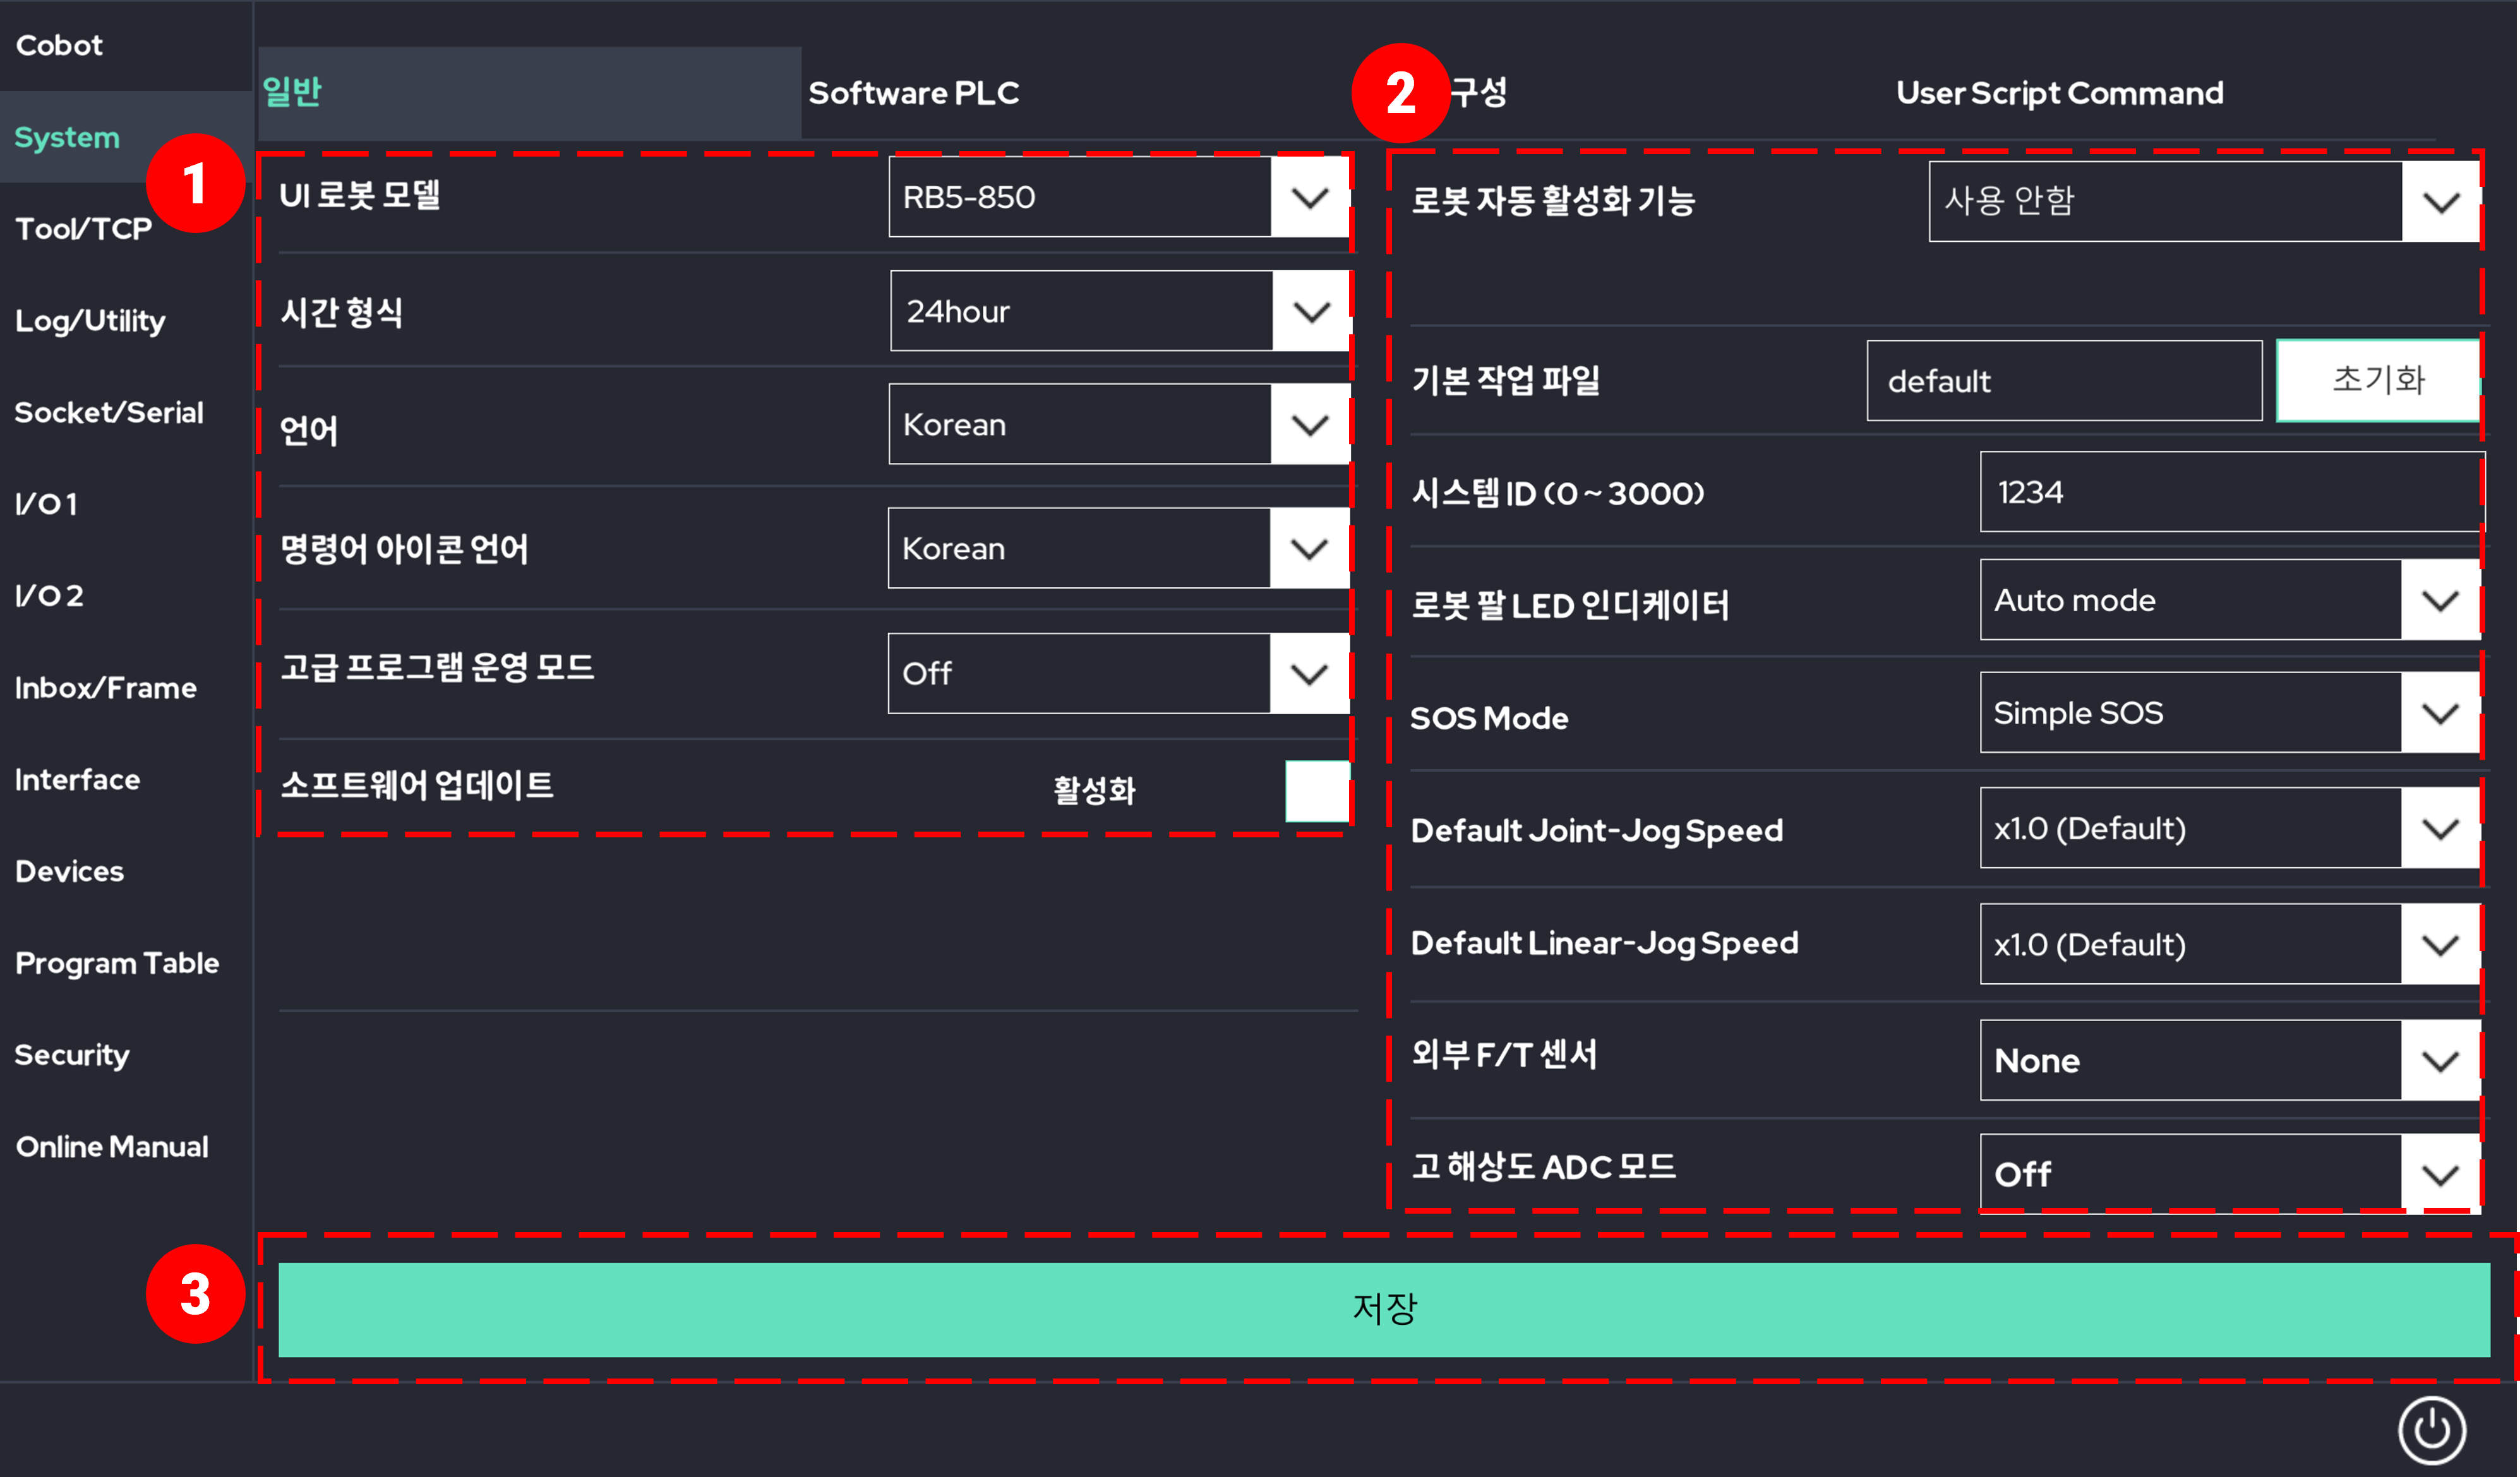 Cobot
System
Tool/TCP
Log/Utility
Socket/Serial
I/O 1
I/O 2
Inbox/Frame
Interface
Devices
Program Table
Security
Online Manual
일반
Software PLC
2
구성
User Script Command
1
UI 로봇 모델
RB5-850
시간 형식
24hour
언어
Korean
명령어 아이콘 언어
Korean
고급 프로그램 운영 모드
Off
소프트웨어 업데이트
활성화
로봇 자동 활성화 기능
사용 안함
기본 작업 파일
default
초기화
시스템 ID (0 ~ 3000)
1234
로봇 팔 LED 인디케이터
Auto mode
SOS Mode
Simple SOS
Default Joint-Jog Speed
x1.0 (Default)
Default Linear-Jog Speed
x1.0 (Default)
외부 F/T 센서
None
고 해상도 ADC 모드
Off
3
저장